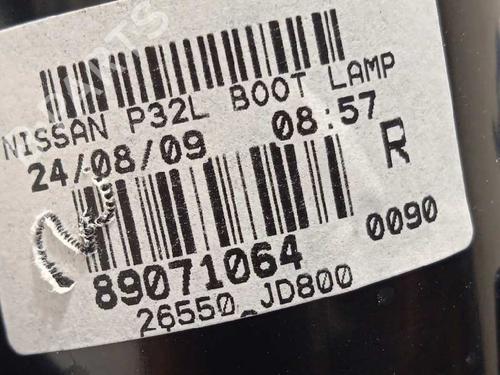 NISSAN P32L BOOT LAMP
24/08/09 08:57
R
89071064 0090
26550 JD800